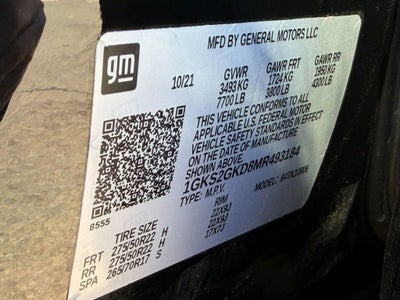 gm
MFD BY GENERAL MOTORS LLC
10/21 GVWR GAWR FRT GAWR RR
3493 KG 1724 KG 1950 KG
7700 LB 3800 LB 4300 LB
THIS VEHICLE CONFORMS TO ALL
APPLICABLE U.S. FEDERAL MOTOR
VEHICLE SAFETY STANDARDS IN EFFECT
ON THE DATE OF MANUFACTURE
SHOWN ABOVE.
1GKS2GKD8MR493184
TYPE: M.P.V. MODEL: 84TK10906
8555
TIRE SIZE RIM
FRT 275/50R22 H 22X9J
RR 275/50R22 H 22X9J
SPA 265/70R17 S 17X7J